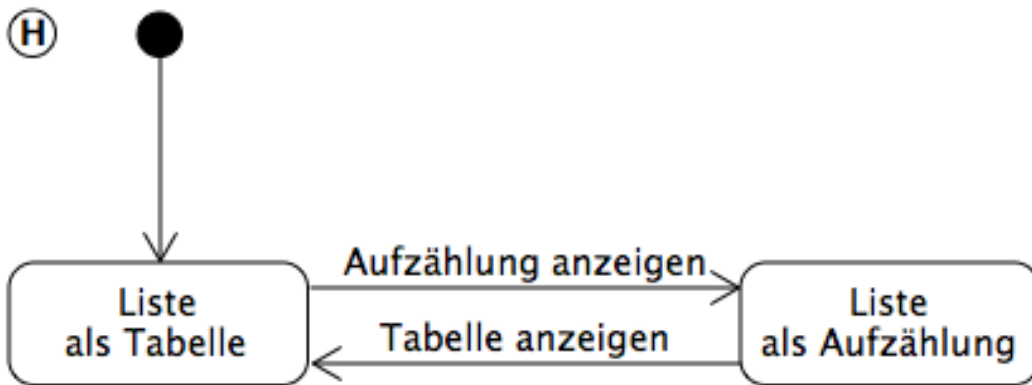 H
Aufzählung anzeigen
Liste
als Tabelle
Tabelle anzeigen
Liste
als Aufzählung